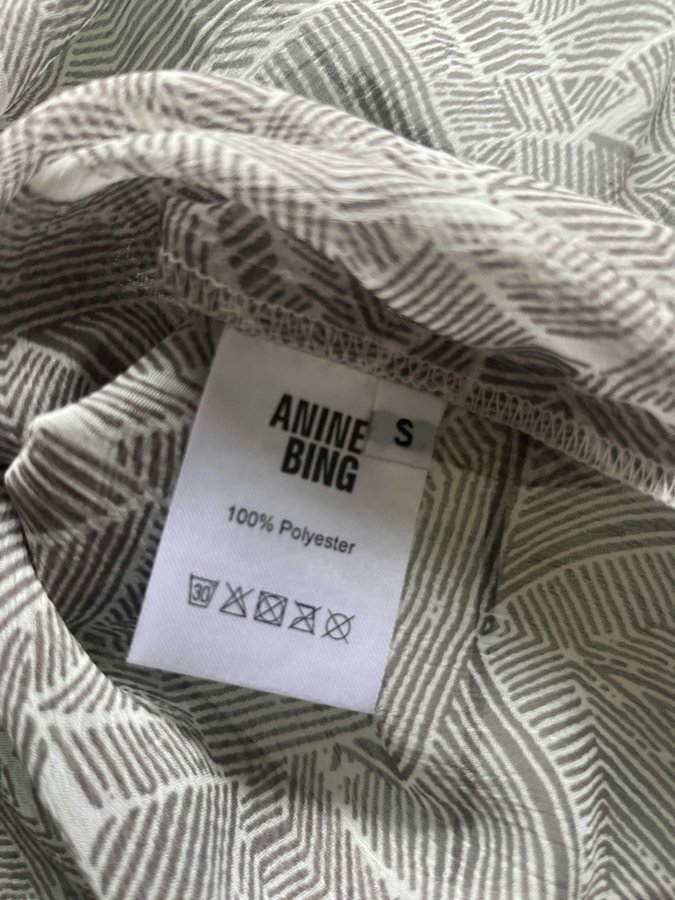 ANINE
BING
S
100% Polyester
30